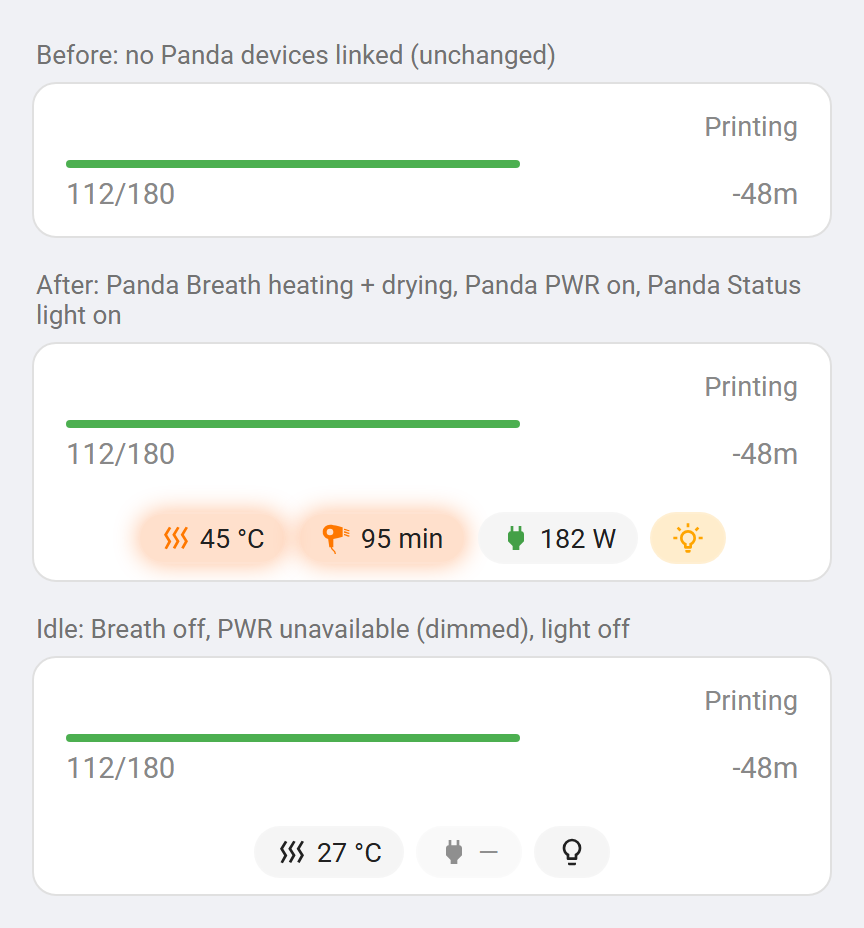 Before: no Panda devices linked (unchanged)
Printing
112/180 -48m
After: Panda Breath heating + drying, Panda PWR on, Panda Status
light on
Printing
112/180 -48m
45 °C 95 min 182 W
Idle: Breath off, PWR unavailable (dimmed), light off
Printing
112/180 -48m
27 °C —